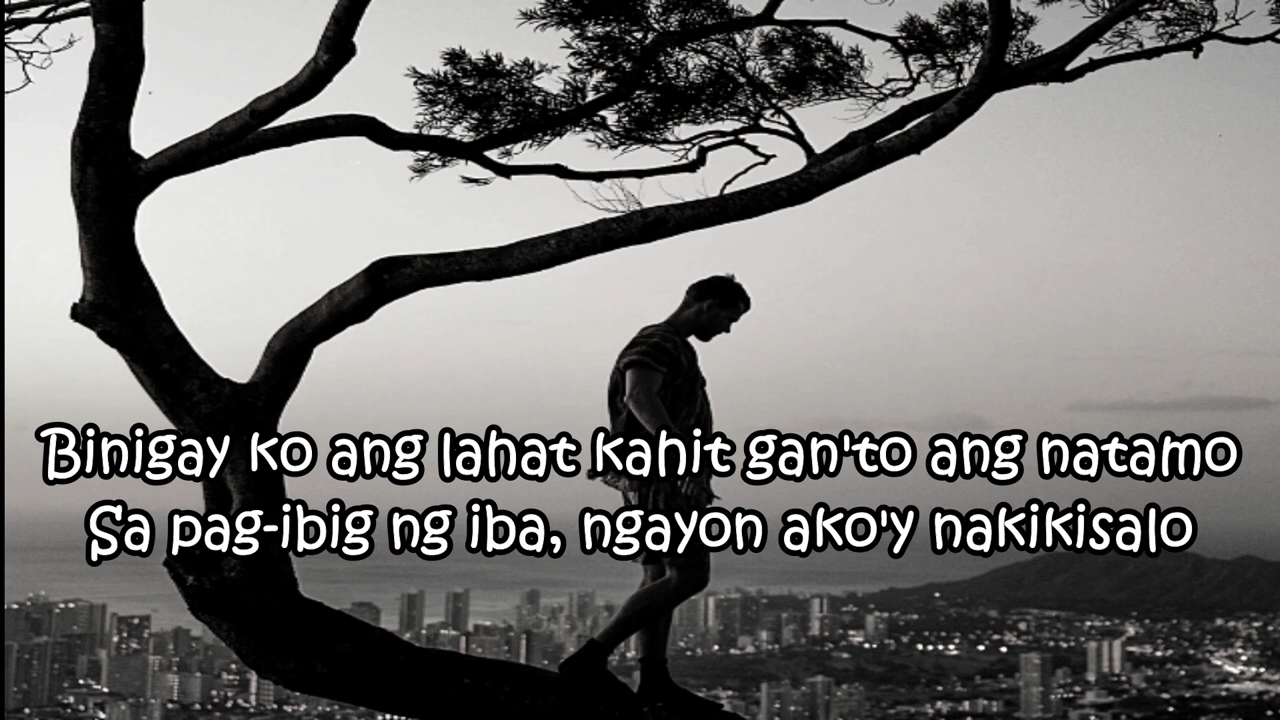 Binigay ko ang lahat kahit gan'to ang natamo
Sa pag-ibig ng iba, ngayon ako'y nakikisalo